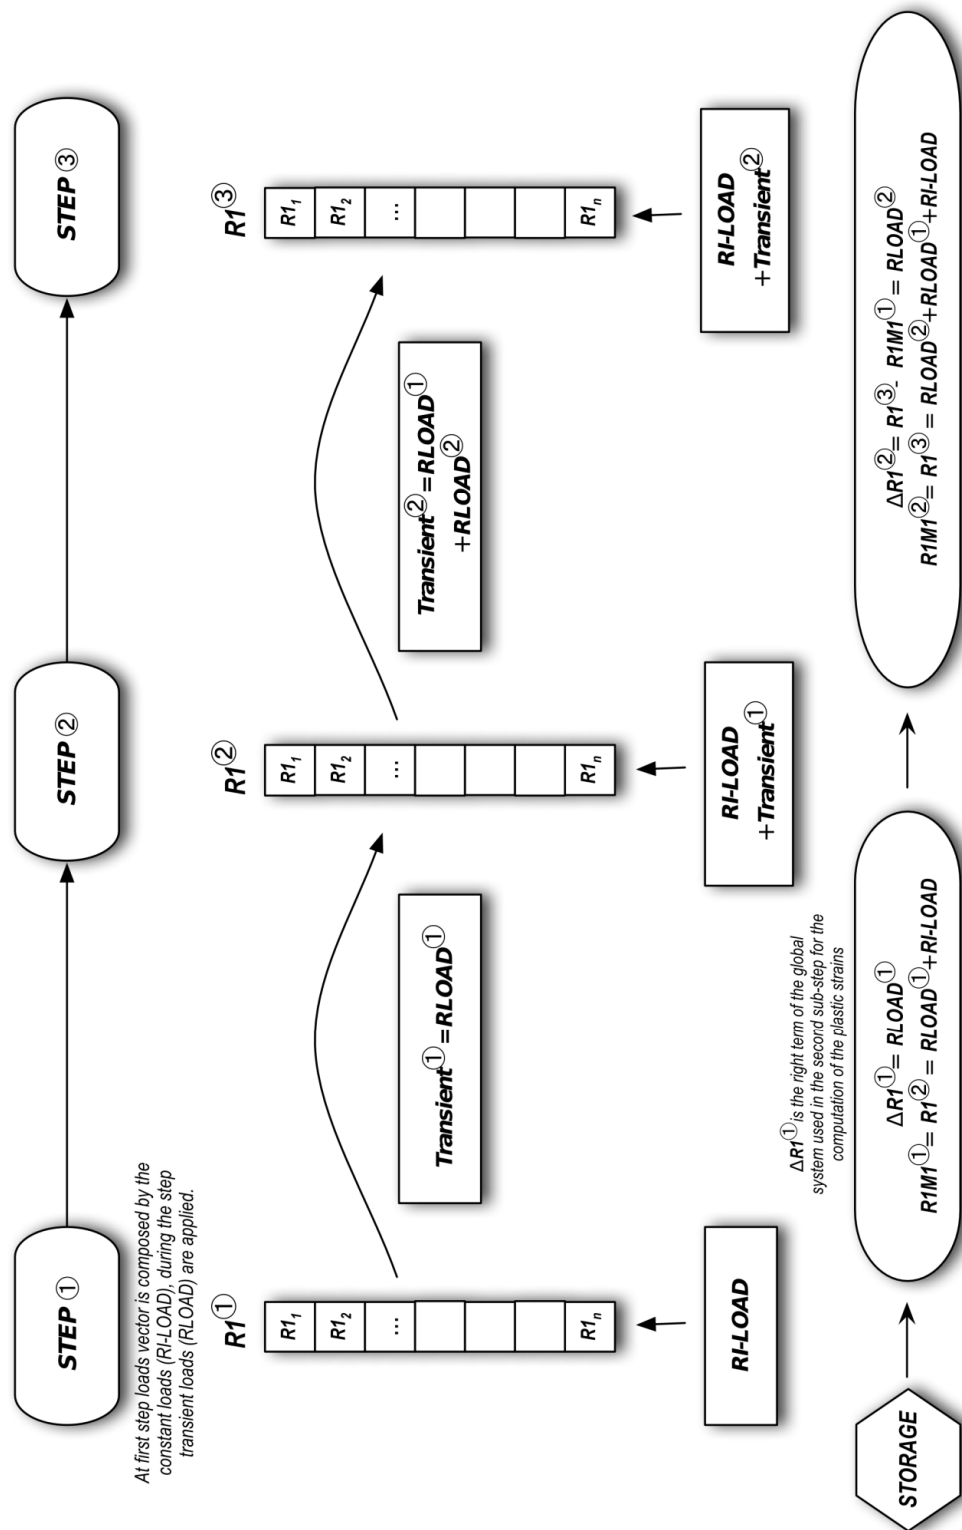 STEP ①
STEP ②
STEP ③
At first step loads vector is composed by the
constant loads (RI-LOAD), during the step
transient loads (RLOAD) are applied.
R1①
R1₁
R1₂
...
R1ₙ
R1②
R1₁
R1₂
...
R1ₙ
R1③
R1₁
R1₂
...
R1ₙ
Transient①=RLOAD①
Transient②=RLOAD①
+RLOAD②
RI-LOAD
RI-LOAD
+Transient①
RI-LOAD
+Transient②
ΔR1① is the right term of the global
system used in the second sub-step for the
computation of the plastic strains
STORAGE
ΔR1①= RLOAD①
R1M1①= R1② = RLOAD①+RI-LOAD
ΔR1②= R1③- R1M1①= RLOAD②
R1M1②= R1③ = RLOAD②+RLOAD①+RI-LOAD